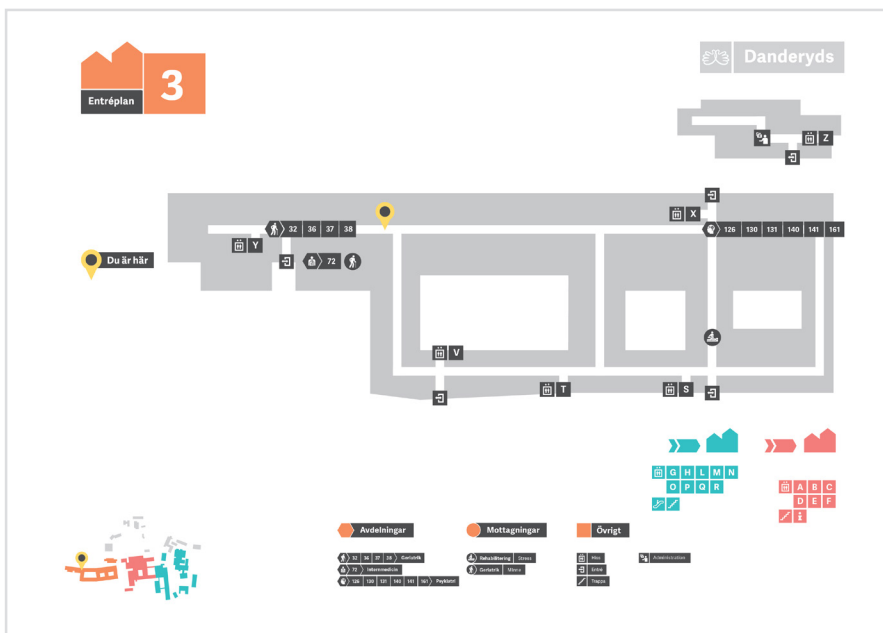 Entréplan
3
Danderyds
Z
X
32 36 37 38
126 130 131 140 141 161
Y
Du är här
72
V
T
S
G H L M N
O P Q R
A B C
D E F
Avdelningar
32 36 37 38 Geriatrik
72 Internmedicin
126 130 131 140 141 161 Psykiatri
Mottagningar
Rehabilitering Stress
Geriatrik Minne
Övrigt
Hiss
Entré
Trappa